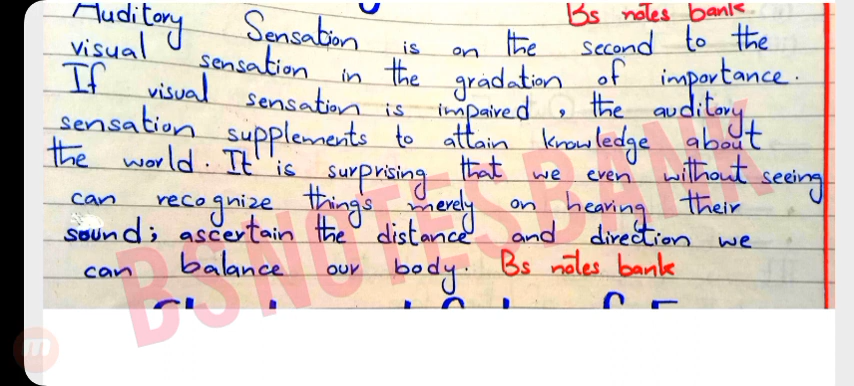 Bs notes bank
Auditory Sensation is on the second to the
visual sensation in the gradation of importance.
If visual sensation is impaired, the auditory
sensation supplements to attain knowledge about
the world. It is surprising that we even without seeing
can recognize things merely on hearing their
sound; ascertain the distance and direction we
can balance our body. Bs notes bank
BSNOTESBANK
m